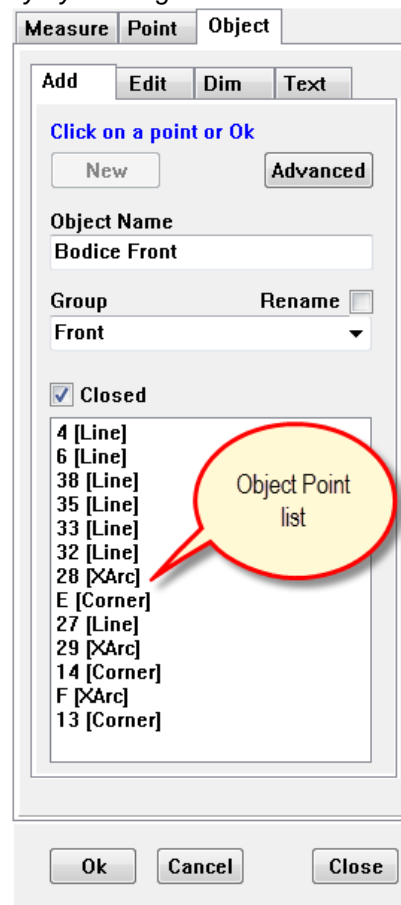 Measure Point Object
Add Edit Dim Text
Click on a point or Ok
New Advanced
Object Name
Bodice Front
Group Rename
Front
Closed
4 [Line]
6 [Line]
38 [Line]
35 [Line]
33 [Line]
32 [Line]
28 [XArc]
E [Corner]
27 [Line]
29 [XArc]
14 [Corner]
F [XArc]
13 [Corner]
Object Point
list
Ok Cancel Close